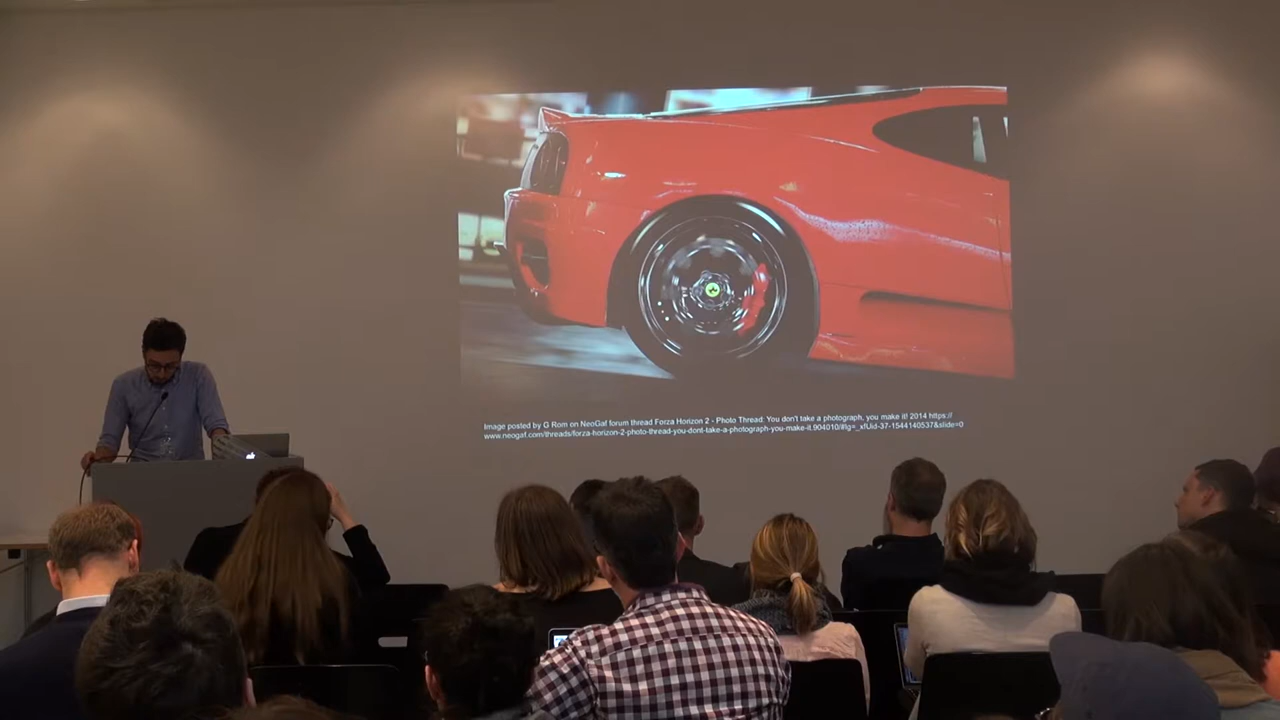 Image posted by G Rom on NeoGaf forum thread Forza Horizon 2 - Photo Thread: You don't take a photograph, you make it! 2014 https://
www.neogaf.com/threads/forza-horizon-2-photo-thread-you-dont-take-a-photograph-you-make-it.904010/#lg=_xfUid-37-1544140537&slide=0